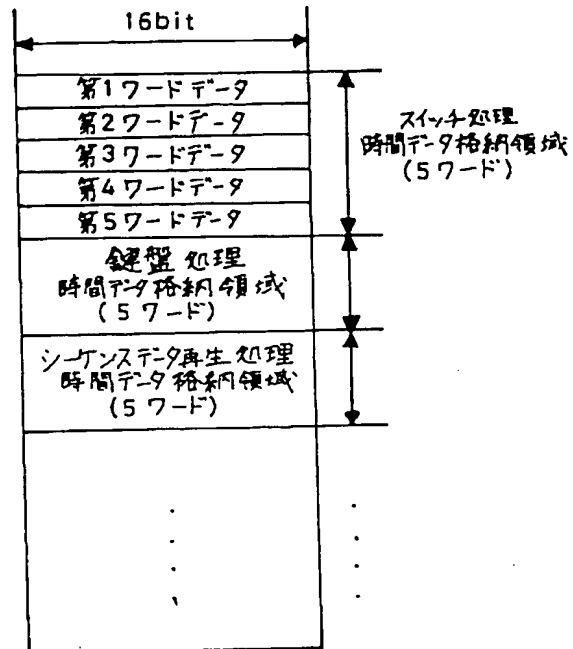 16bit
第1ワードデータ
第2ワードデータ
第3ワードデータ
第4ワードデータ
第5ワードデータ
スイッチ処理
時間データ格納領域
(5ワード)
鍵盤処理
時間データ格納領域
(5ワード)
シーケンスデータ再生処理
時間データ格納領域
(5ワード)